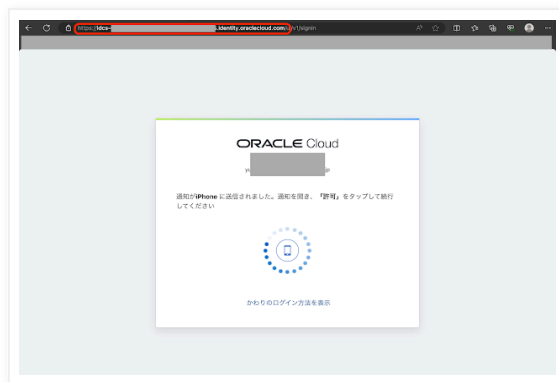 https://idcs-
.identity.oraclecloud.com/ui/v1/signin
ORACLE Cloud
通知がiPhone に送信されました。通知を開き、「許可」をタップして続行
してください
かわりのログイン方法を表示